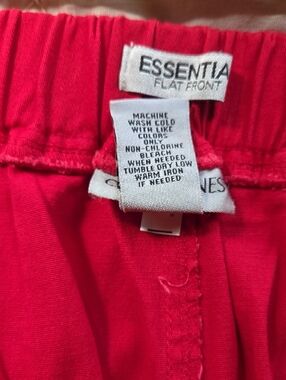 ESSENTIA
FLAT FRONT
MACHINE
WASH COLD
WITH LIKE
COLORS
ONLY
NON-CHLORINE
BLEACH
WHEN NEEDED
TUMBLE DRY LOW
WARM IRON
IF NEEDED
NES